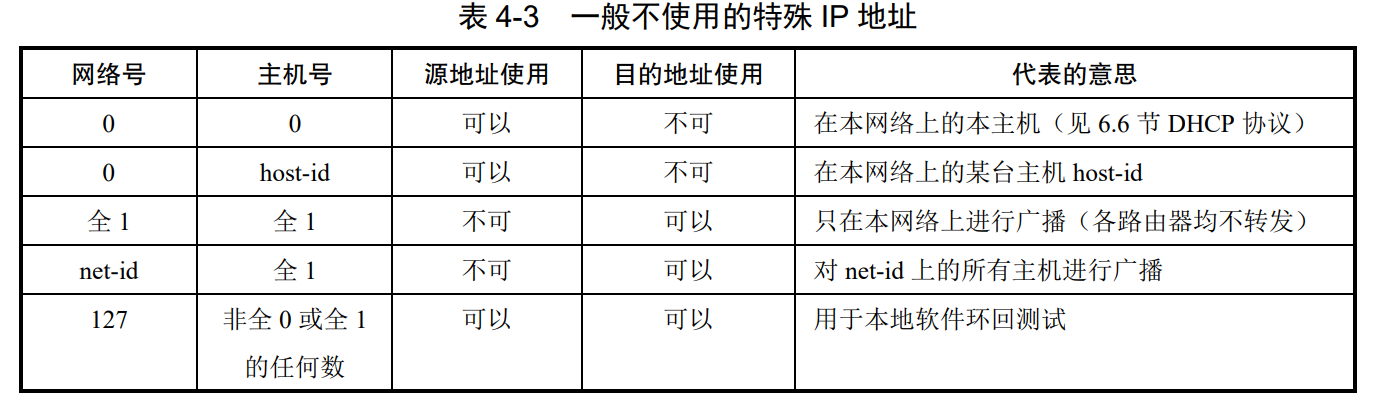 表 4-3 一般不使用的特殊 IP 地址
网络号 主机号 源地址使用 目的地址使用 代表的意思
0 0 可以 不可 在本网络上的本主机（见 6.6 节 DHCP 协议）
0 host-id 可以 不可 在本网络上的某台主机 host-id
全 1 全 1 不可 可以 只在本网络上进行广播（各路由器均不转发）
net-id 全 1 不可 可以 对 net-id 上的所有主机进行广播
127 非全 0 或全 1 可以 可以 用于本地软件环回测试
的任何数